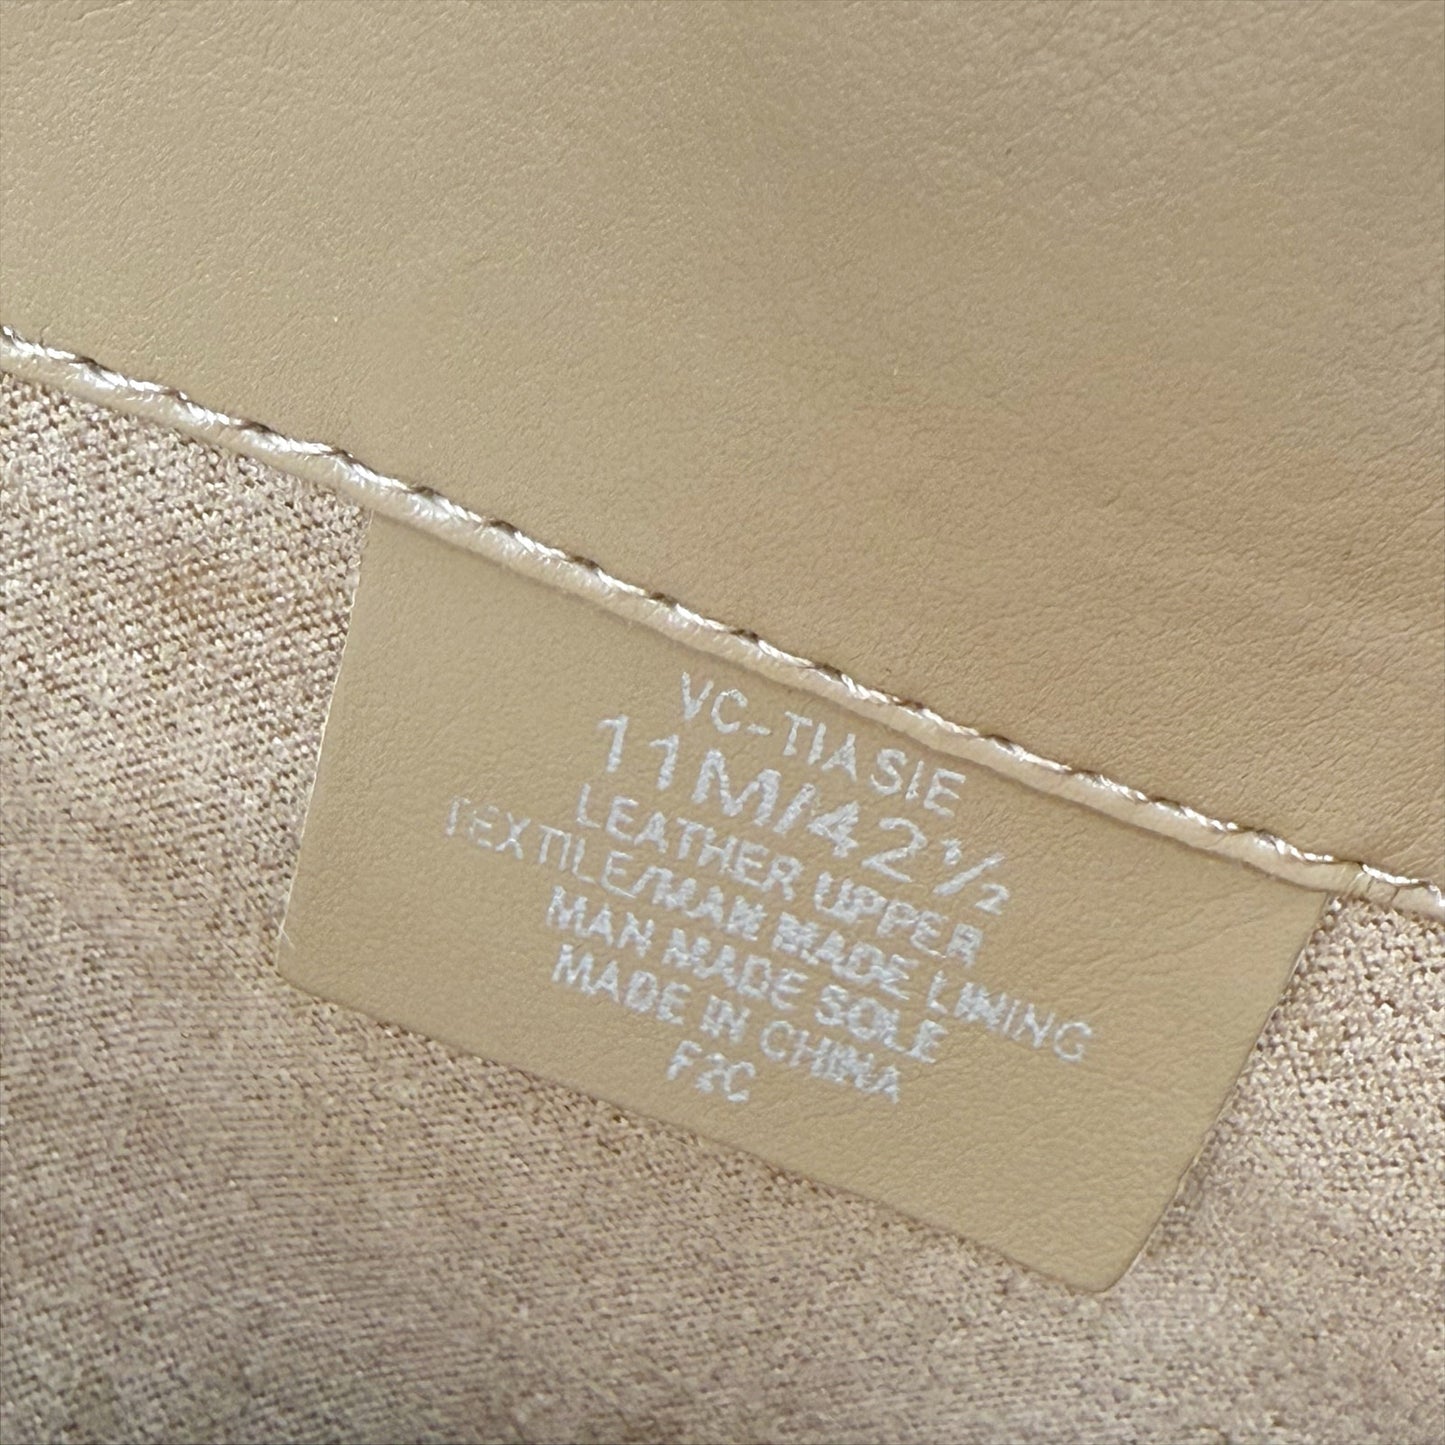 VC-TIASIE
11M/42½
LEATHER UPPER
TEXTILE/MAN MADE LINING
MAN MADE SOLE
MADE IN CHINA
F2C